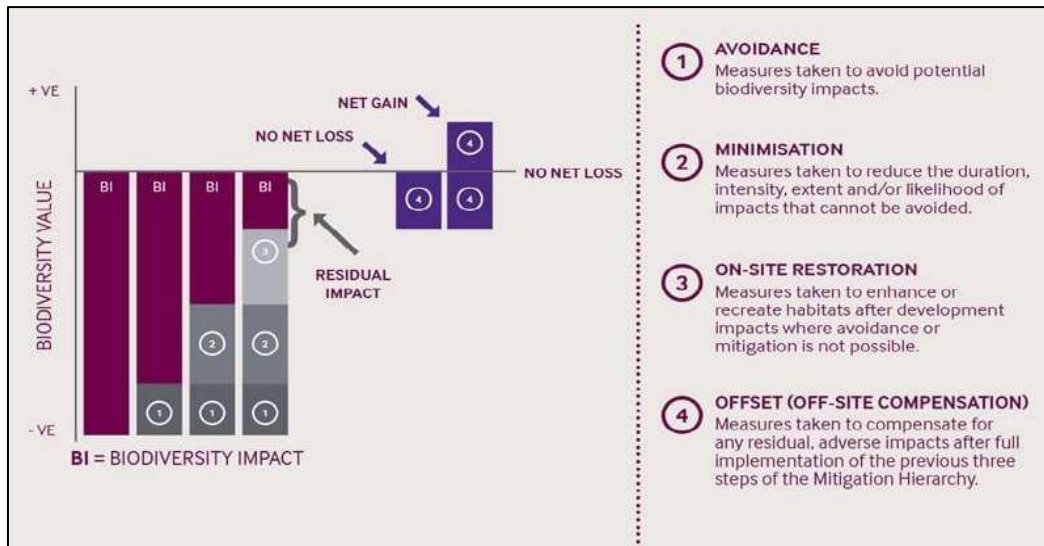 + VE
NET GAIN
NO NET LOSS
BI
BI
BI
BI
4
NO NET LOSS
4
4
3
RESIDUAL
IMPACT
BIODIVERSITY VALUE
2
2
1
1
1
- VE
BI = BIODIVERSITY IMPACT
1
AVOIDANCE
Measures taken to avoid potential
biodiversity impacts.
2
MINIMISATION
Measures taken to reduce the duration,
intensity, extent and/or likelihood of
impacts that cannot be avoided.
3
ON-SITE RESTORATION
Measures taken to enhance or
recreate habitats after development
impacts where avoidance or
mitigation is not possible.
4
OFFSET (OFF-SITE COMPENSATION)
Measures taken to compensate for
any residual, adverse impacts after full
implementation of the previous three
steps of the Mitigation Hierarchy.